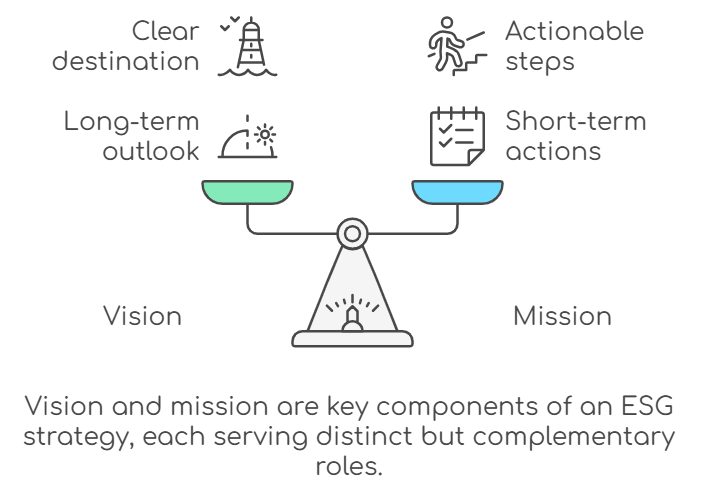 Clear
destination
Actionable
steps
Long-term
outlook
Short-term
actions
Vision
Mission
Vision and mission are key components of an ESG
strategy, each serving distinct but complementary
roles.